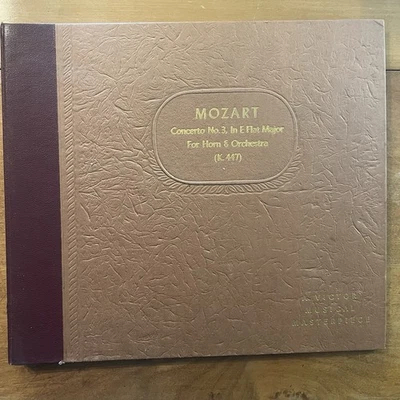 MOZART
Concerto No. 3, In E Flat Major
For Horn & Orchestra
(K. 447)
A VICTOR
MUSICAL
MASTERPIECE